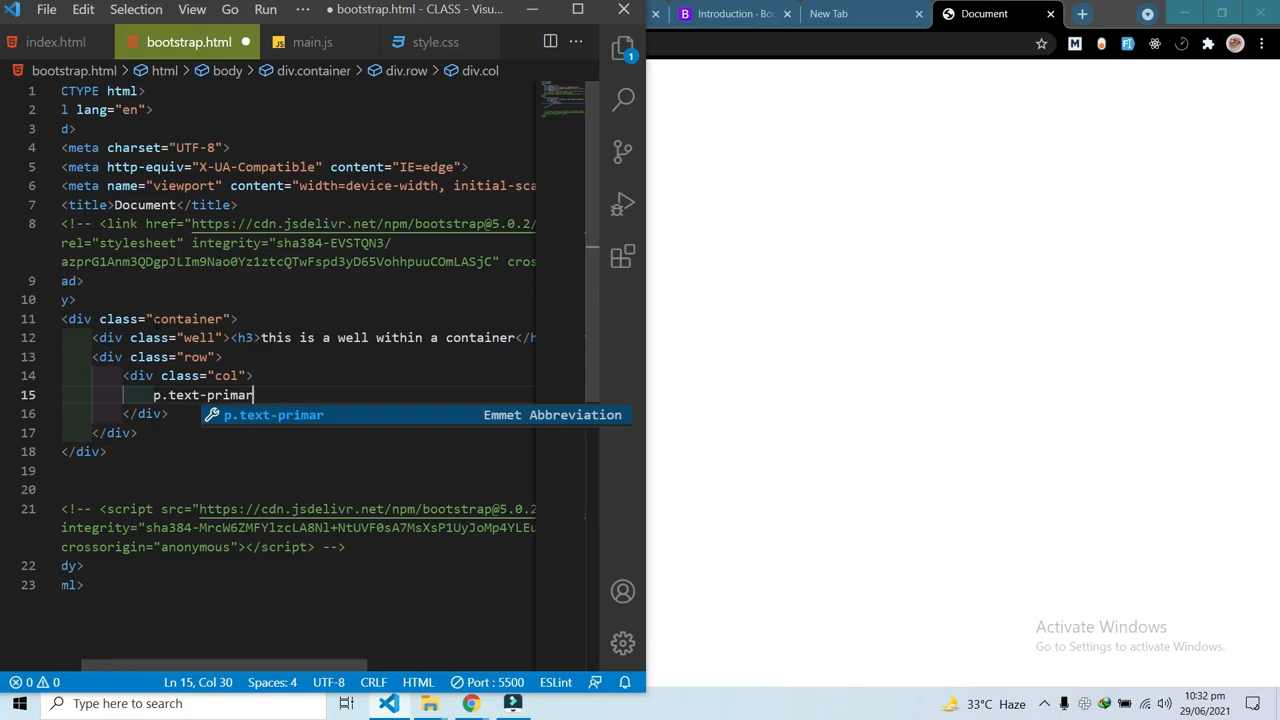 File Edit Selection View Go Run ··· ● bootstrap.html - CLASS - Visu...
index.html bootstrap.html ● main.js style.css ···
bootstrap.html > html > body > div.container > div.row > div.col
1 CTYPE html>
2 l lang="en">
3 d>
4 <meta charset="UTF-8">
5 <meta http-equiv="X-UA-Compatible" content="IE=edge">
6 <meta name="viewport" content="width=device-width, initial-sca
7 <title>Document</title>
8 <!-- <link href="https://cdn.jsdelivr.net/npm/bootstrap@5.0.2/
rel="stylesheet" integrity="sha384-EVSTQN3/
azprG1Anm3QDgpJLIm9Nao0Yz1ztcQTwFspd3yD65VohhpuuCOmLASjC" cros
9 ad>
10 y>
11 <div class="container">
12 <div class="well"><h3>this is a well within a container</h
13 <div class="row">
14 <div class="col">
15 p.text-primar
p.text-primar Emmet Abbreviation
16 </div>
17 </div>
18 </div>
19
20
21 <!-- <script src="https://cdn.jsdelivr.net/npm/bootstrap@5.0.2
integrity="sha384-MrcW6ZMFYlzcLA8Nl+NtUVF0sA7MsXsP1UyJoMp4YLEu
crossorigin="anonymous"></script> -->
22 dy>
23 ml>
1
0 0 Ln 15, Col 30 Spaces: 4 UTF-8 CRLF HTML Port : 5500 ESLint
B Introduction · Boo New Tab Document
Activate Windows
Go to Settings to activate Windows.
Type here to search
33°C Haze
10:32 pm
29/06/2021